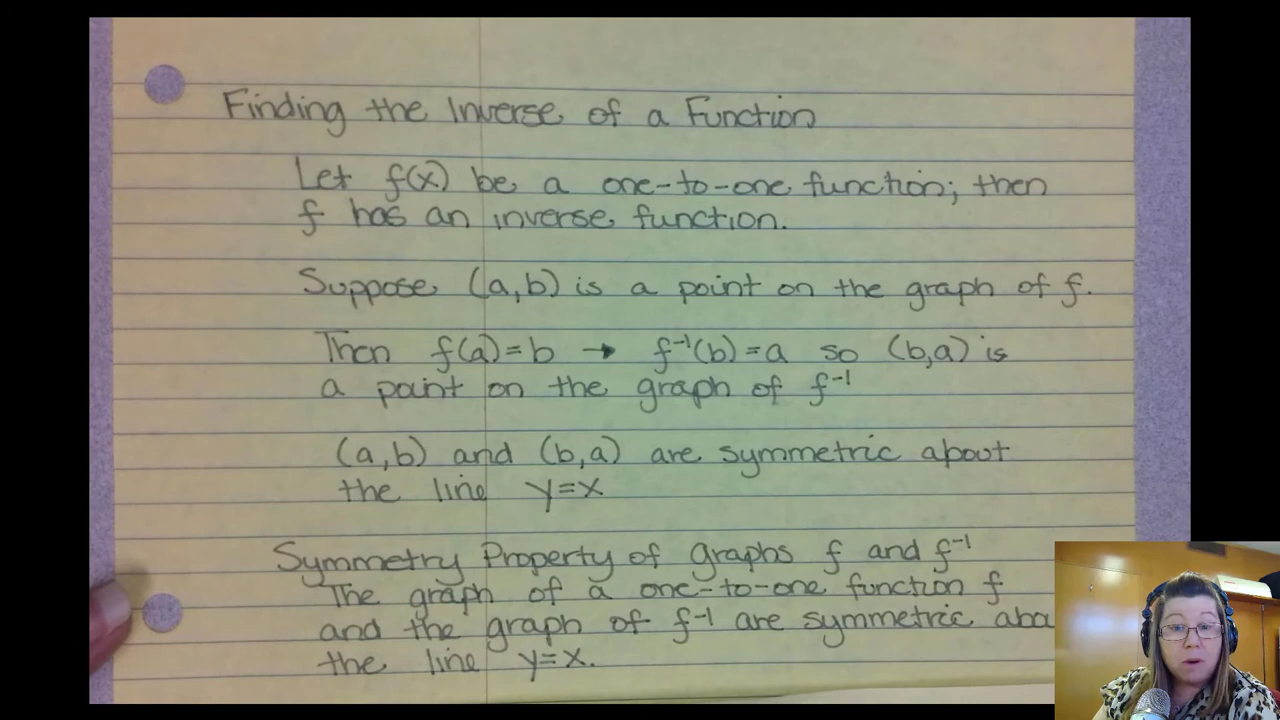 Finding the Inverse of a Function
Let f(x) be a one-to-one function; then
f has an inverse function.
Suppose (a,b) is a point on the graph of f.
Then f(a)=b → f⁻¹(b)=a so (b,a) is
a point on the graph of f⁻¹
(a,b) and (b,a) are symmetric about
the line y=x
Symmetry Property of graphs f and f⁻¹
The graph of a one-to-one function f
and the graph of f⁻¹ are symmetric abou
the line y=x.